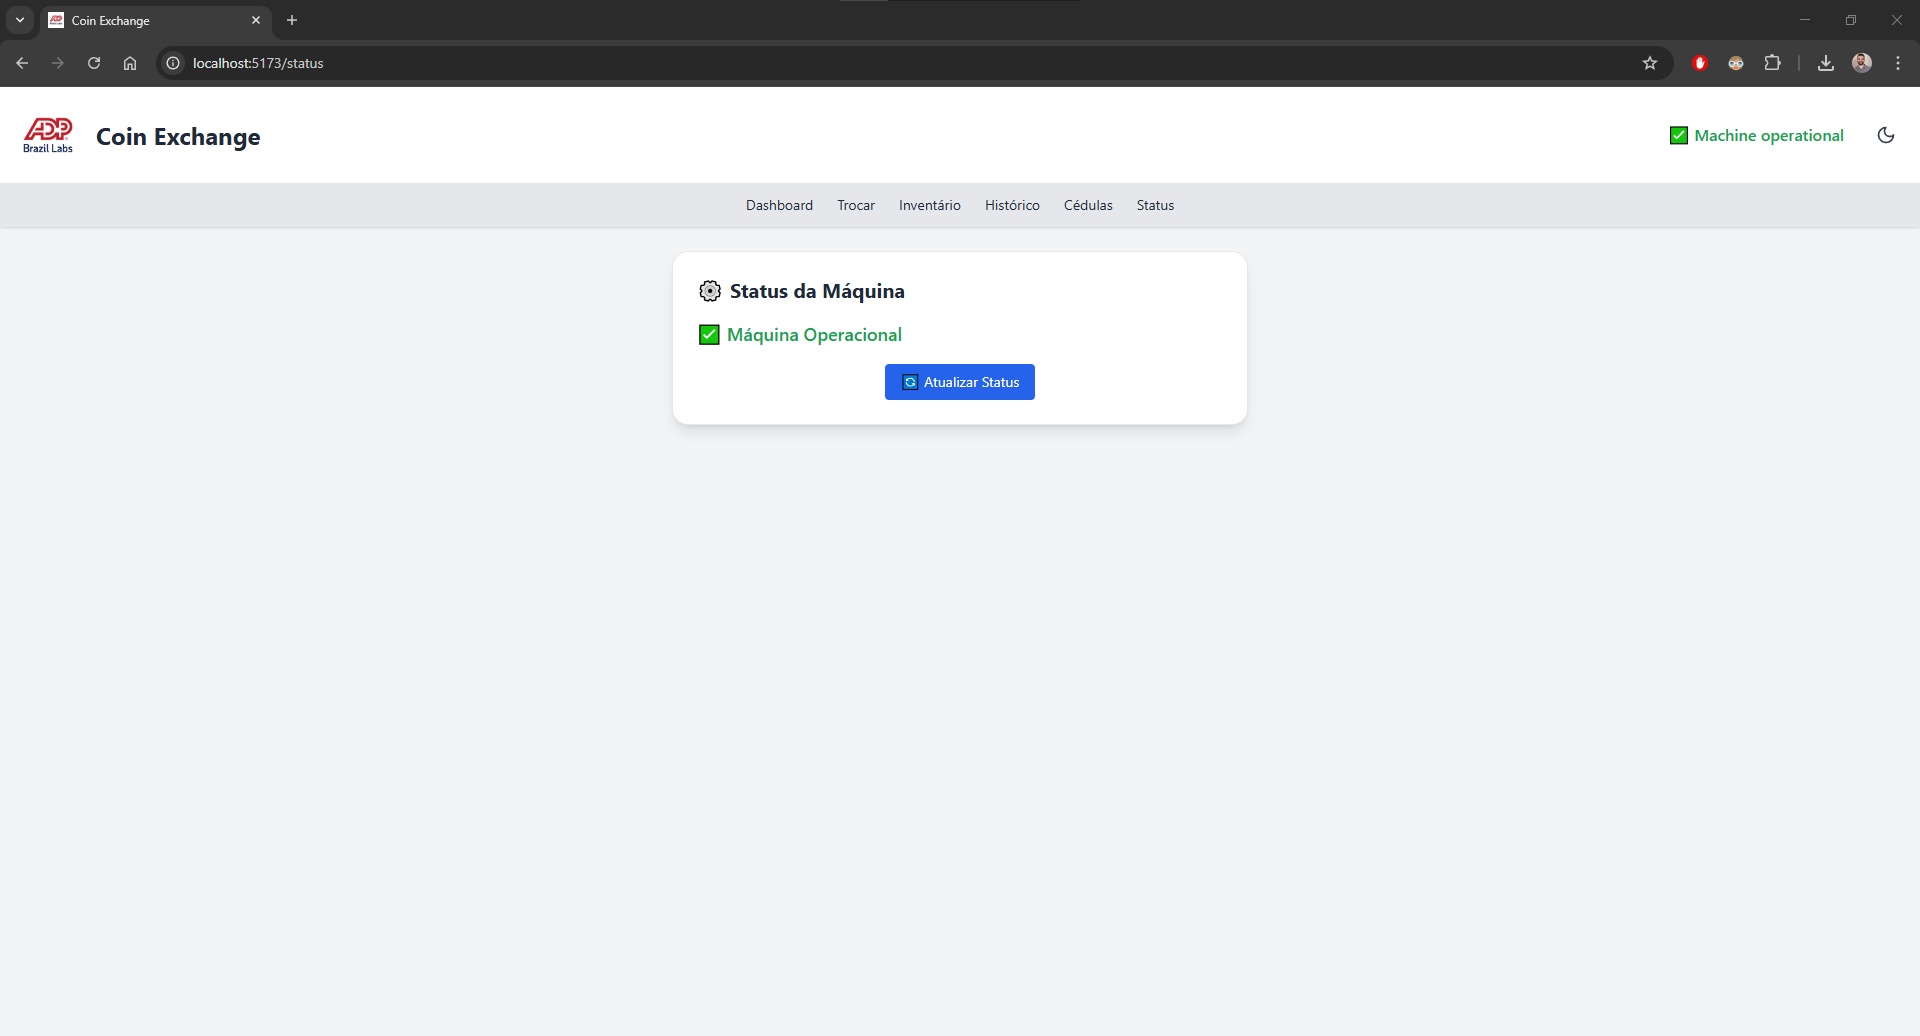 Coin Exchange
localhost:5173/status
ADP
Brazil Labs
Coin Exchange
✅ Machine operational
Dashboard Trocar Inventário Histórico Cédulas Status
⚙️ Status da Máquina
✅ Máquina Operacional
🔄 Atualizar Status